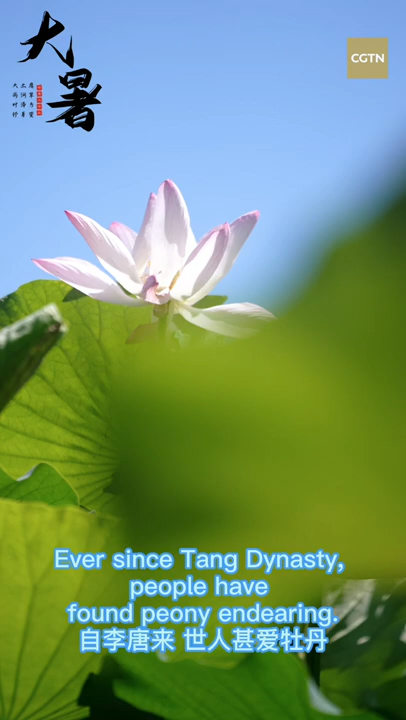 大暑
CGTN
Ever since Tang Dynasty,
people have
found peony endearing.
自李唐来 世人甚爱牡丹